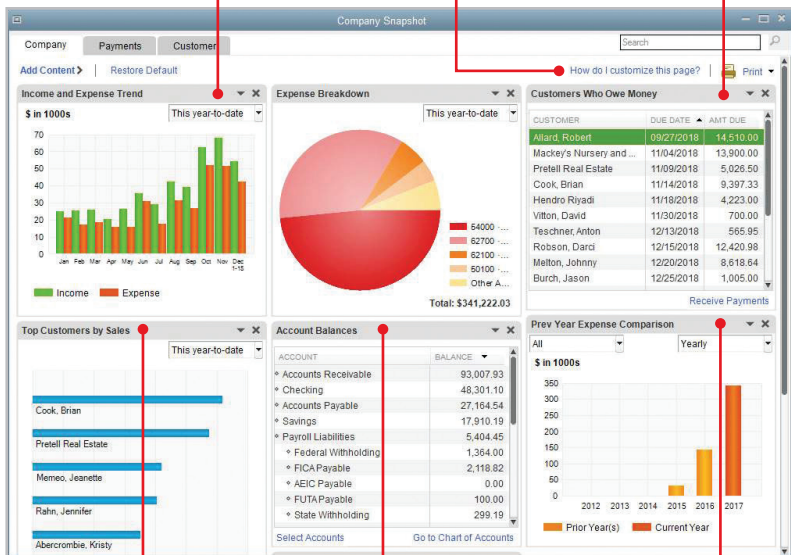 Company Snapshot
Company Payments Customer
Search
Add Content Restore Default
How do I customize this page? Print
Income and Expense Trend
$ in 1000s
This year-to-date
70
60
50
40
30
20
10
0
Jan Feb Mar Apr May Jun Jul Aug Sep Oct Nov Dec
1-15
Income Expense
Expense Breakdown
This year-to-date
54000 -...
62700 -...
62100 -...
50100 -...
Other A...
Total: $341,222.03
Customers Who Owe Money
CUSTOMER DUE DATE AMT DUE
Allard, Robert 09/27/2018 14,510.00
Mackey's Nursery and ... 11/04/2018 13,900.00
Pretell Real Estate 11/09/2018 5,026.50
Cook, Brian 11/14/2018 9,397.33
Hendro Riyadi 11/18/2018 4,223.00
Vitton, David 11/30/2018 700.00
Teschner, Anton 12/13/2018 565.95
Robson, Darci 12/15/2018 12,420.98
Melton, Johnny 12/20/2018 8,618.64
Burch, Jason 12/25/2018 1,005.00
Receive Payments
Top Customers by Sales
This year-to-date
Cook, Brian
Pretell Real Estate
Memeo, Jeanette
Rahn, Jennifer
Abercrombie, Kristy
Account Balances
ACCOUNT BALANCE
Accounts Receivable 93,007.93
Checking 48,301.10
Accounts Payable 27,164.54
Savings 17,910.19
Payroll Liabilities 5,404.45
Federal Withholding 1,364.00
FICA Payable 2,118.82
AEIC Payable 0.00
FUTA Payable 100.00
State Withholding 299.19
Select Accounts Go to Chart of Accounts
Prev Year Expense Comparison
All Yearly
$ in 1000s
350
300
250
200
150
100
50
0
2012 2013 2014 2015 2016 2017
Prior Year(s) Current Year